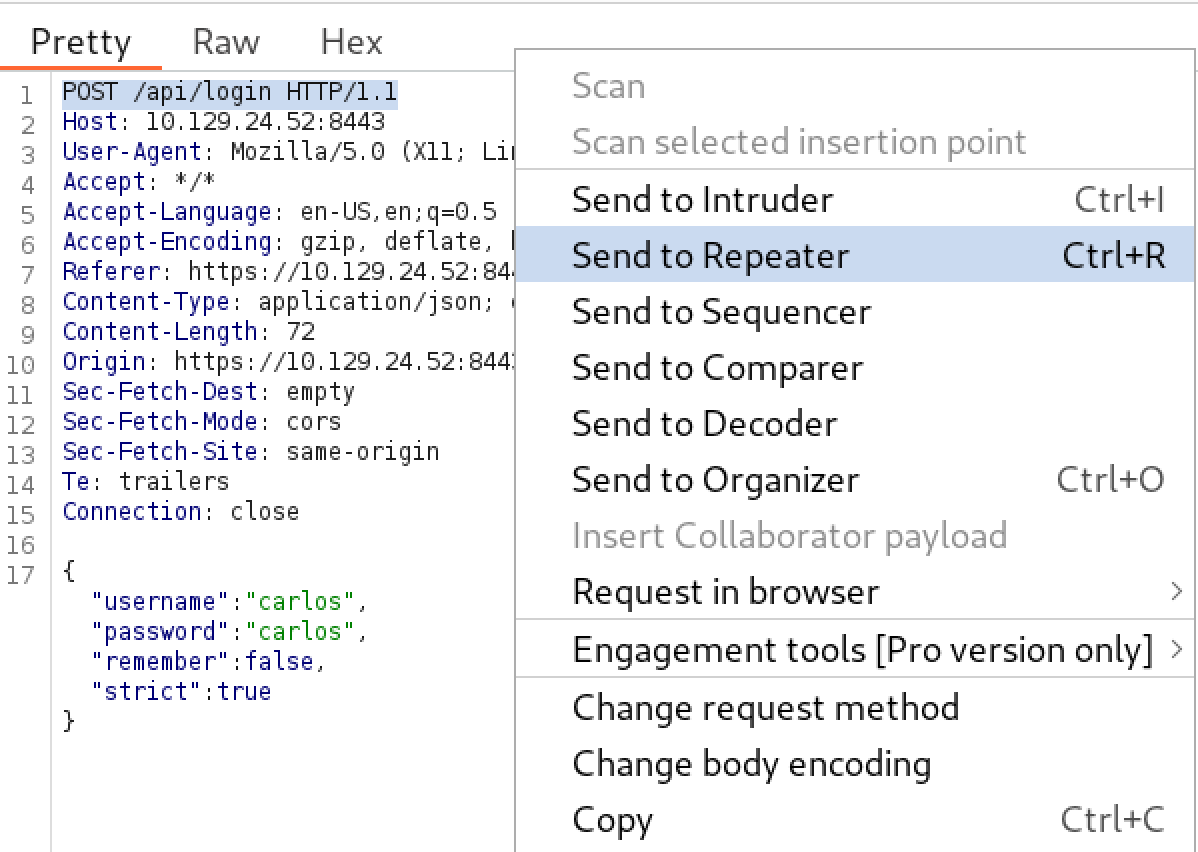 Pretty Raw Hex
1 POST /api/login HTTP/1.1
2 Host: 10.129.24.52:8443
3 User-Agent: Mozilla/5.0 (X11;
4 Accept: */*
5 Accept-Language: en-US,en;q=0.5
6 Accept-Encoding: gzip, deflate,
7 Referer: https://10.129.24.52:844
8 Content-Type: application/json;
9 Content-Length: 72
10 Origin: https://10.129.24.52:844
11 Sec-Fetch-Dest: empty
12 Sec-Fetch-Mode: cors
13 Sec-Fetch-Site: same-origin
14 Te: trailers
15 Connection: close
16
17 {
"username":"carlos",
"password":"carlos",
"remember":false,
"strict":true
}
Scan
Scan selected insertion point
Send to Intruder Ctrl+I
Send to Repeater Ctrl+R
Send to Sequencer
Send to Comparer
Send to Decoder
Send to Organizer Ctrl+O
Insert Collaborator payload
Request in browser
Engagement tools [Pro version only]
Change request method
Change body encoding
Copy Ctrl+C